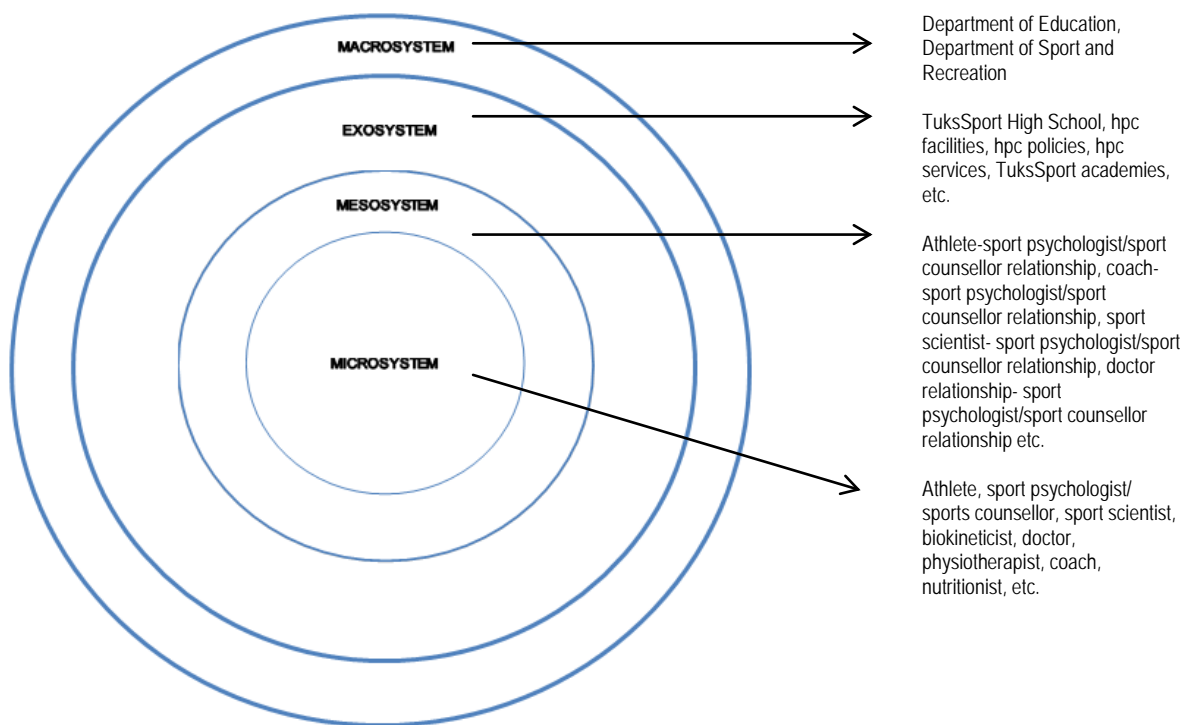 MACROSYSTEM
Department of Education,
Department of Sport and
Recreation
EXOSYSTEM
TuksSport High School, hpc
facilities, hpc policies, hpc
services, TuksSport academies,
etc.
MESOSYSTEM
Athlete-sport psychologist/sport
counsellor relationship, coach-
sport psychologist/sport
counsellor relationship, sport
scientist- sport psychologist/sport
counsellor relationship, doctor
relationship- sport
psychologist/sport counsellor
relationship etc.
MICROSYSTEM
Athlete, sport psychologist/
sports counsellor, sport scientist,
biokineticist, doctor,
physiotherapist, coach,
nutritionist, etc.